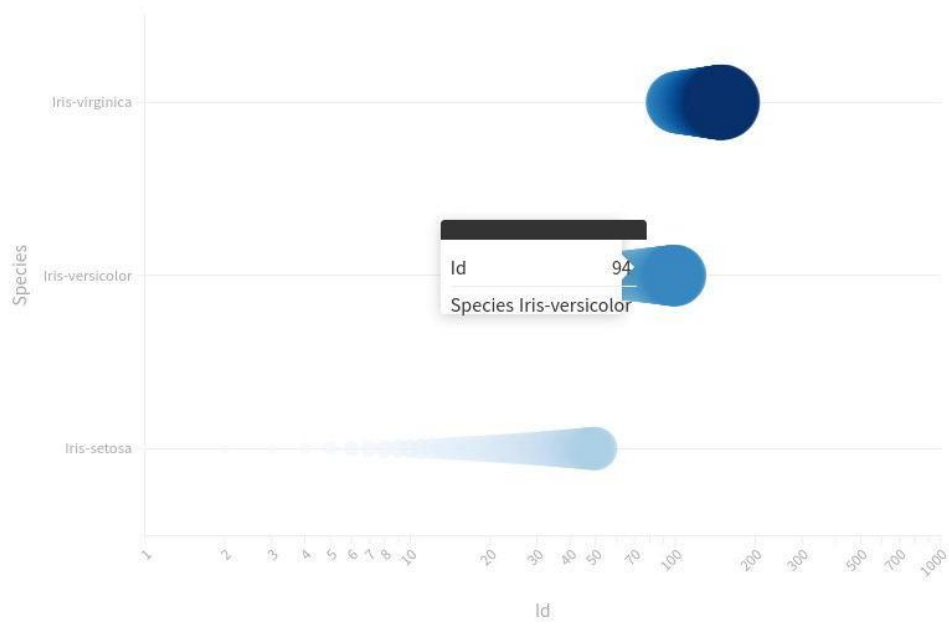 Iris-virginica
Species
Iris-versicolor
Id 94
Species Iris-versicolor
Iris-setosa
1 2 3 4 5 6 7 8 10 20 30 40 50 70 100 200 300 500 700 1000
Id